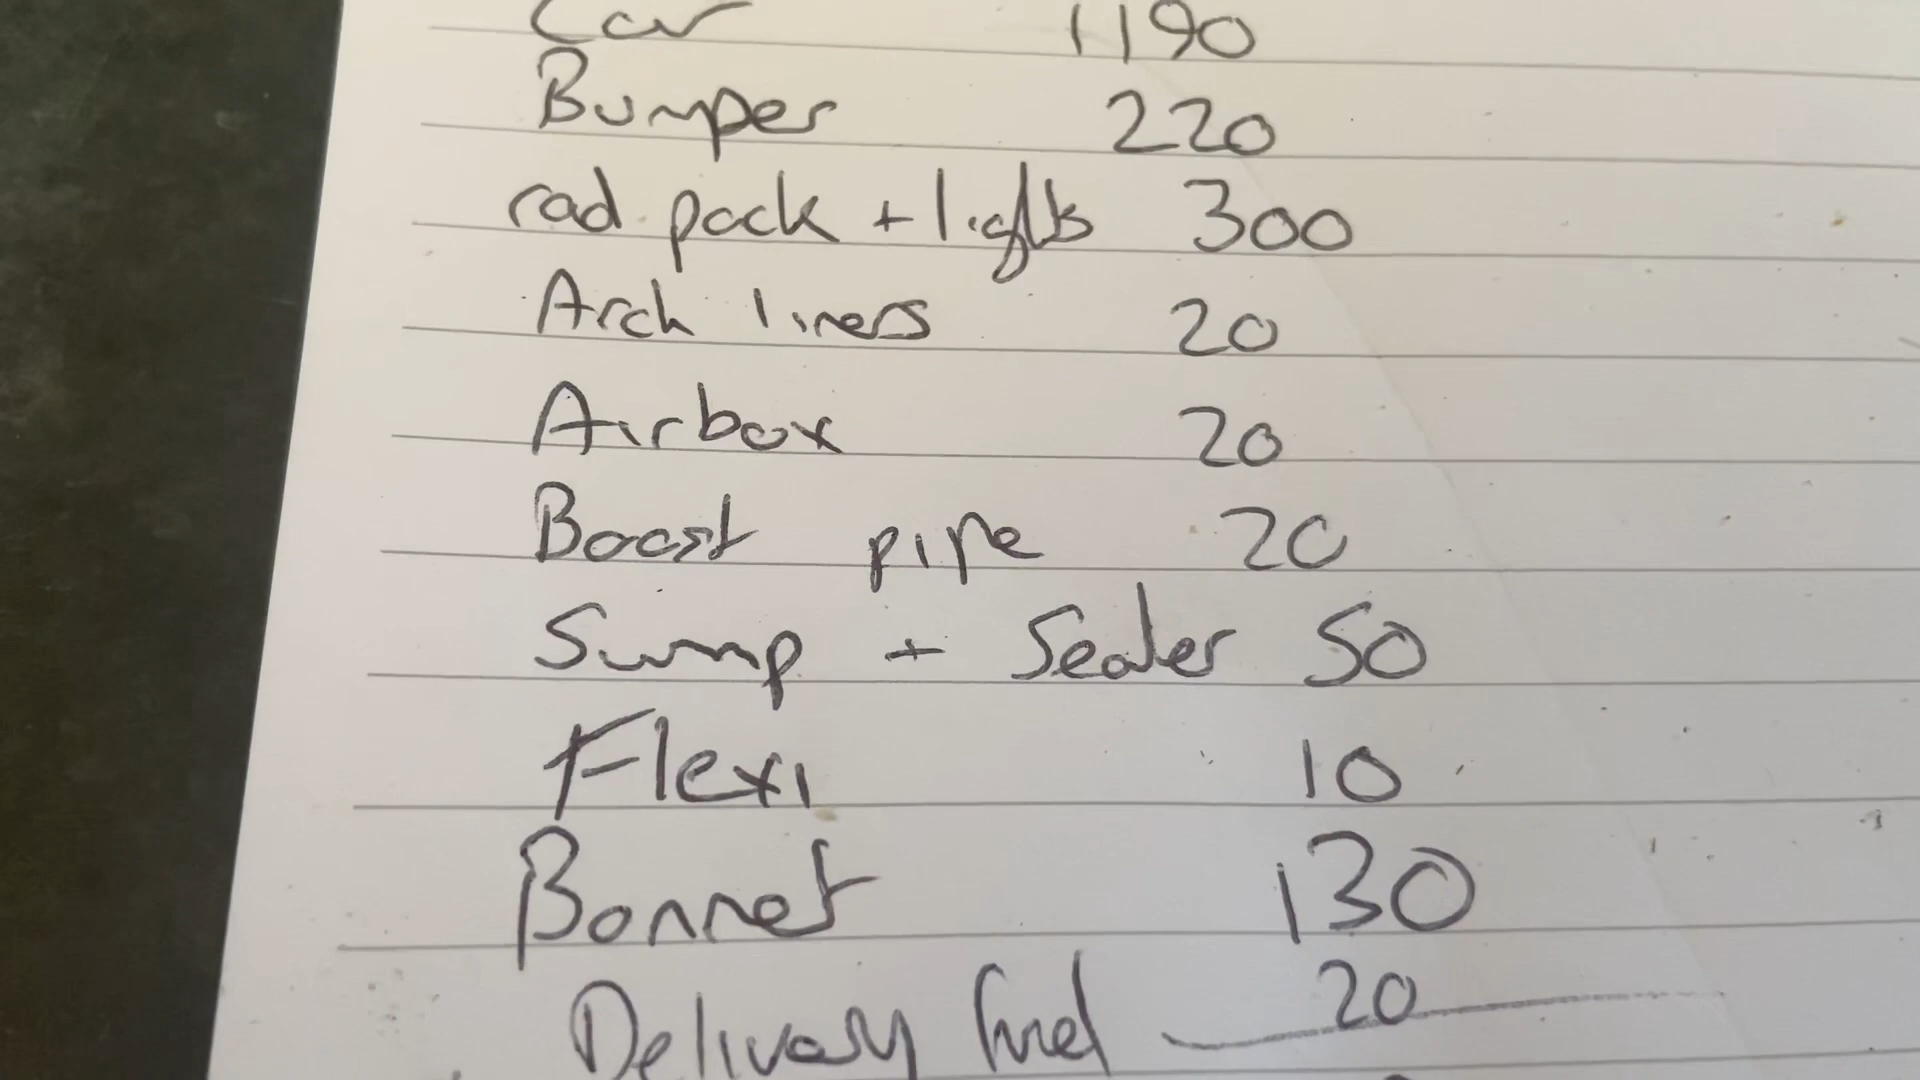 Car 1190
Bumper 220
rad pack + lights 300
Arch liners 20
Airbox 20
Boost pipe 20
Sump + Sealer 50
Flexi 10
Bonnet 130
Delivery fuel 20